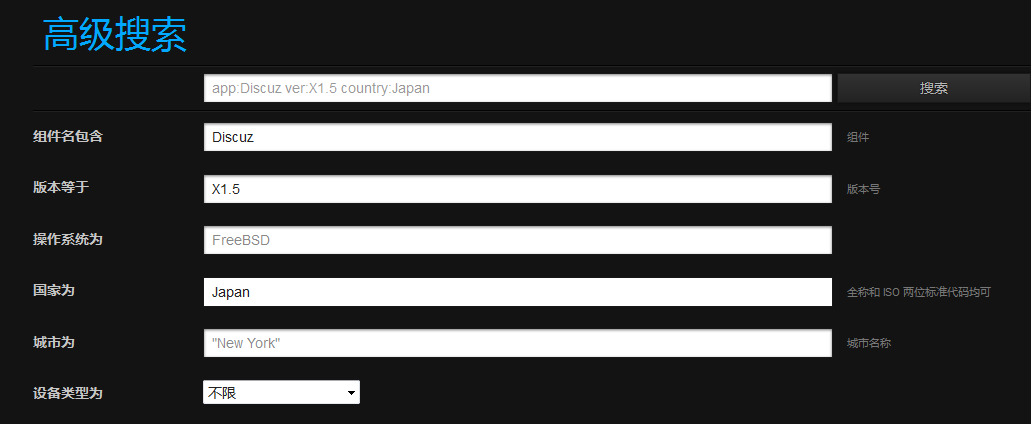 高级搜索
app:Discuz ver:X1.5 country:Japan 搜索
组件名包含 Discuz 组件
版本等于 X1.5 版本号
操作系统为 FreeBSD
国家为 Japan 全称和 ISO 两位标准代码均可
城市为 "New York" 城市名称
设备类型为 不限